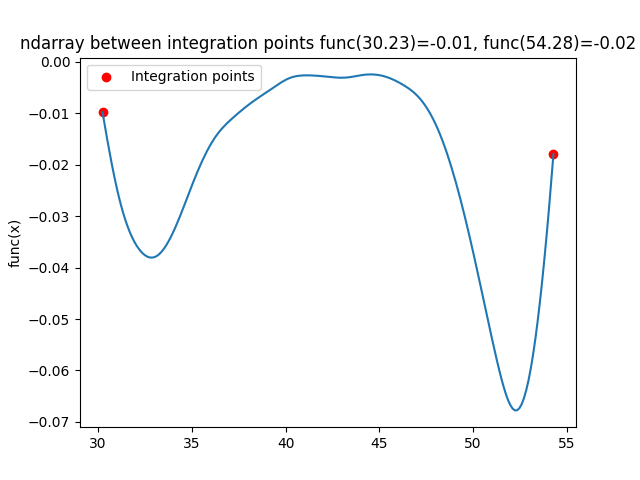 ndarray between integration points func(30.23)=-0.01, func(54.28)=-0.02
Integration points
func(x)
0.00
−0.01
−0.02
−0.03
−0.04
−0.05
−0.06
−0.07
30 35 40 45 50 55